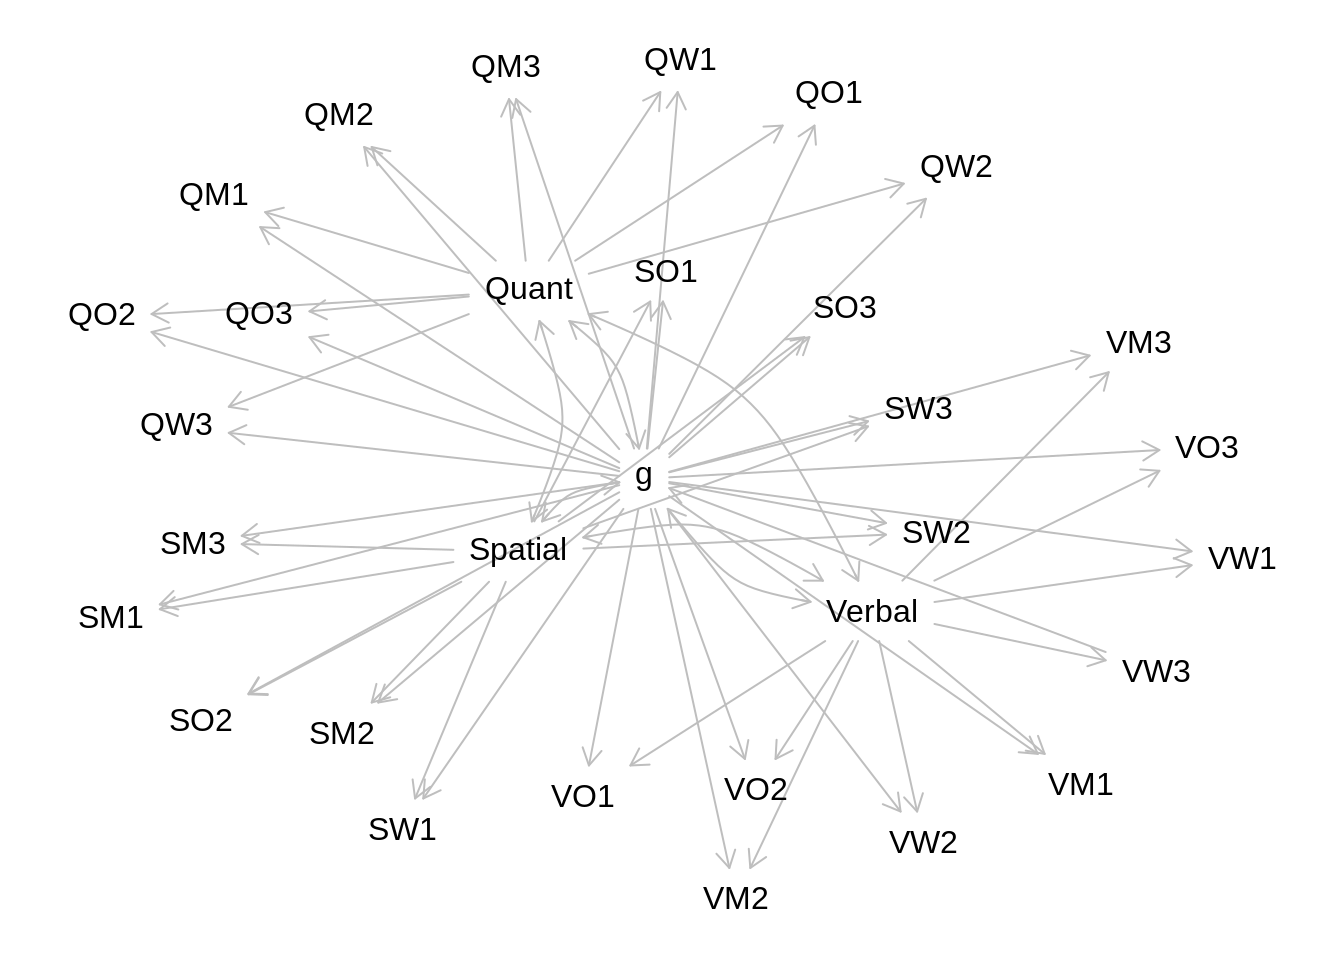 QW1
QM3
QO1
QM2
QW2
QM1
SO1
Quant
SO3
QO2
QO3
VM3
SW3
QW3
VO3
g
SW2
SM3
Spatial
VW1
Verbal
SM1
VW3
SO2
SM2
VM1
VO2
VO1
SW1
VW2
VM2